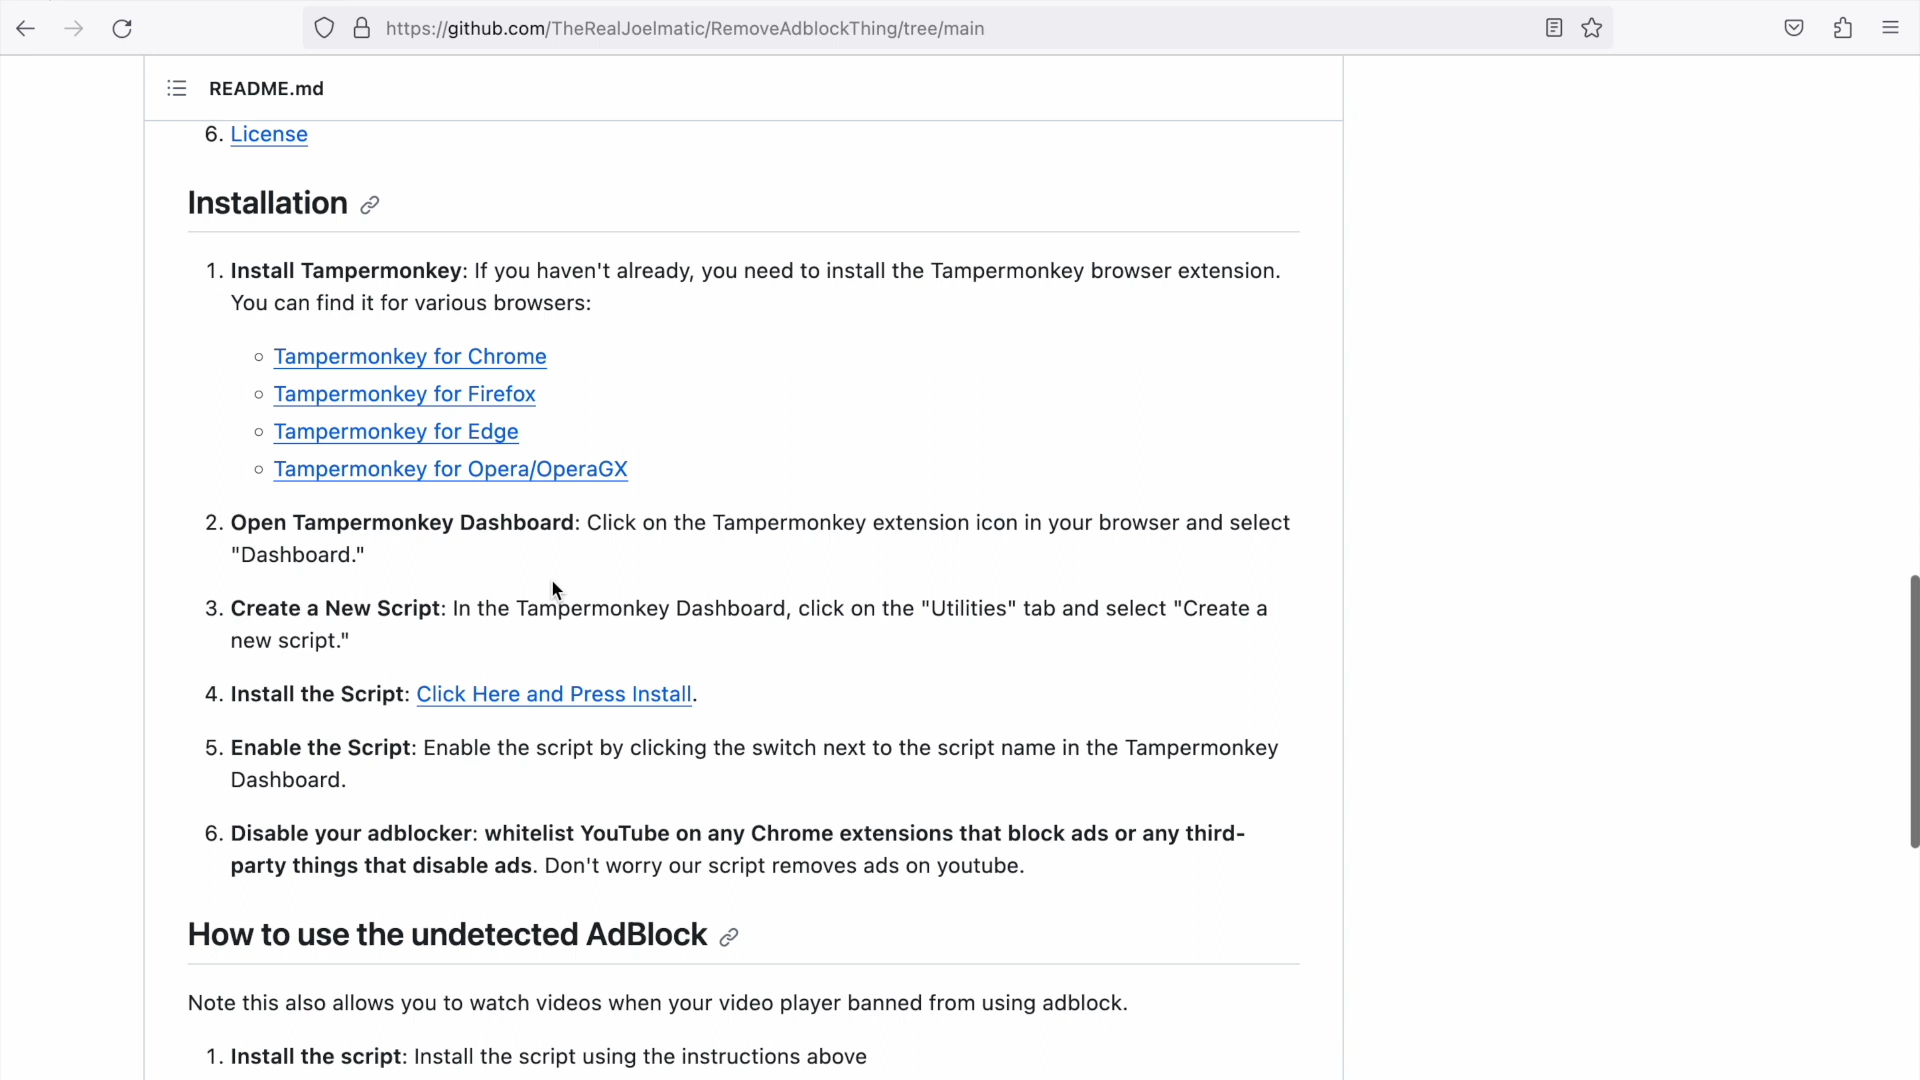 https://github.com/TheRealJoelmatic/RemoveAdblockThing/tree/main
README.md
6. License
Installation
1. Install Tampermonkey: If you haven't already, you need to install the Tampermonkey browser extension.
You can find it for various browsers:
Tampermonkey for Chrome
Tampermonkey for Firefox
Tampermonkey for Edge
Tampermonkey for Opera/OperaGX
2. Open Tampermonkey Dashboard: Click on the Tampermonkey extension icon in your browser and select
"Dashboard."
3. Create a New Script: In the Tampermonkey Dashboard, click on the "Utilities" tab and select "Create a
new script."
4. Install the Script: Click Here and Press Install.
5. Enable the Script: Enable the script by clicking the switch next to the script name in the Tampermonkey
Dashboard.
6. Disable your adblocker: whitelist YouTube on any Chrome extensions that block ads or any third-
party things that disable ads. Don't worry our script removes ads on youtube.
How to use the undetected AdBlock
Note this also allows you to watch videos when your video player banned from using adblock.
1. Install the script: Install the script using the instructions above